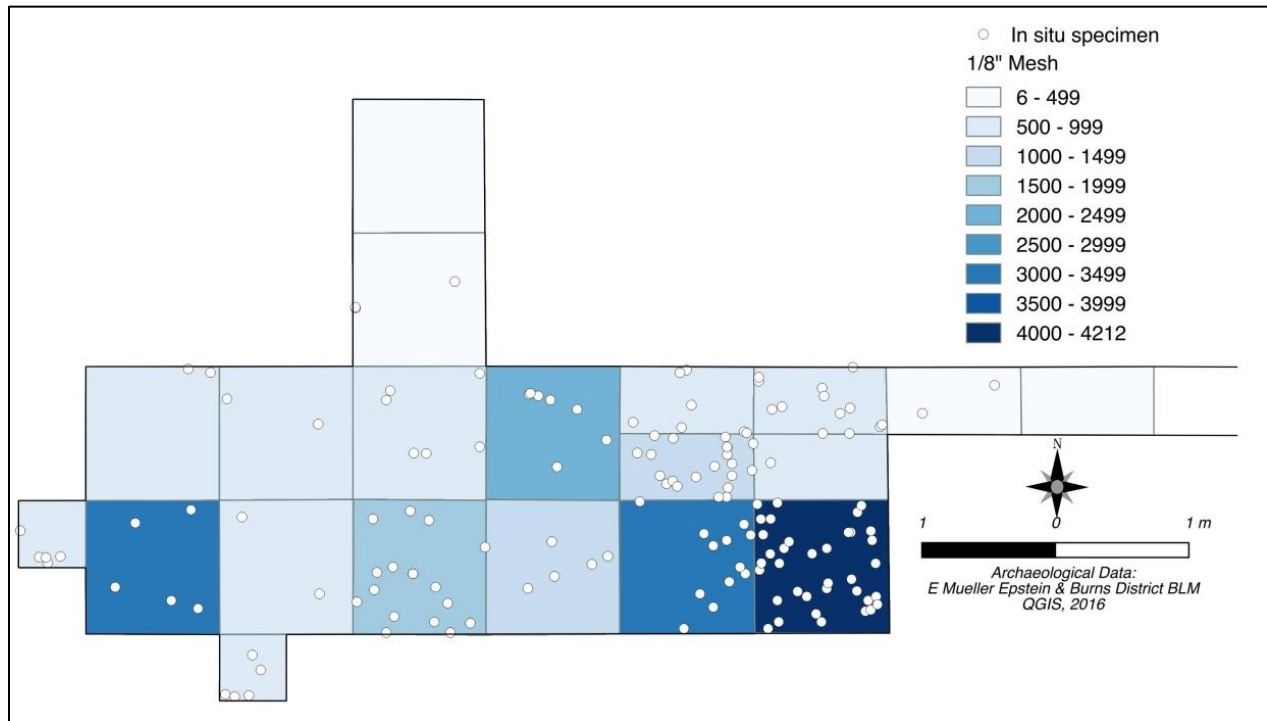 In situ specimen
1/8" Mesh
6 - 499
500 - 999
1000 - 1499
1500 - 1999
2000 - 2499
2500 - 2999
3000 - 3499
3500 - 3999
4000 - 4212
N
1 0 1 m
Archaeological Data:
E Mueller Epstein & Burns District BLM
QGIS, 2016